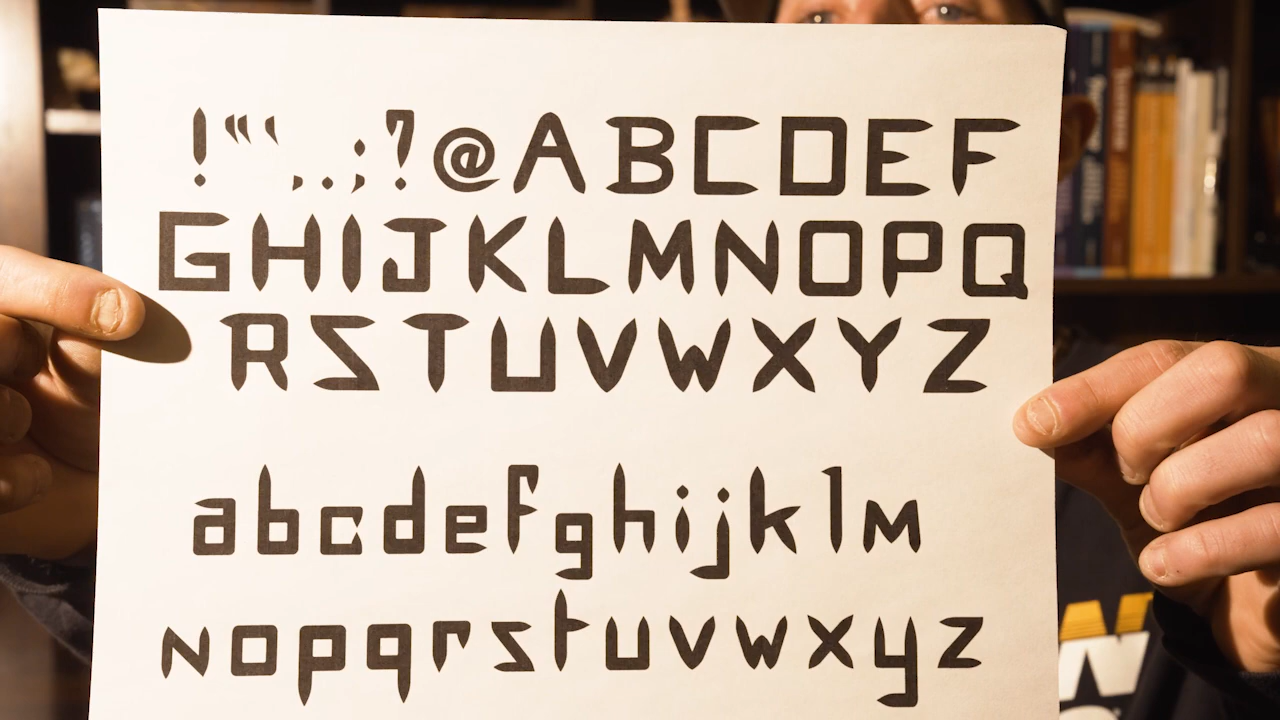 !"' ,.;?@ABCDEF
GHIJKLMNOPQ
RSTUVWXYZ
abcdefghijklm
nopqrstuvwxyz
W